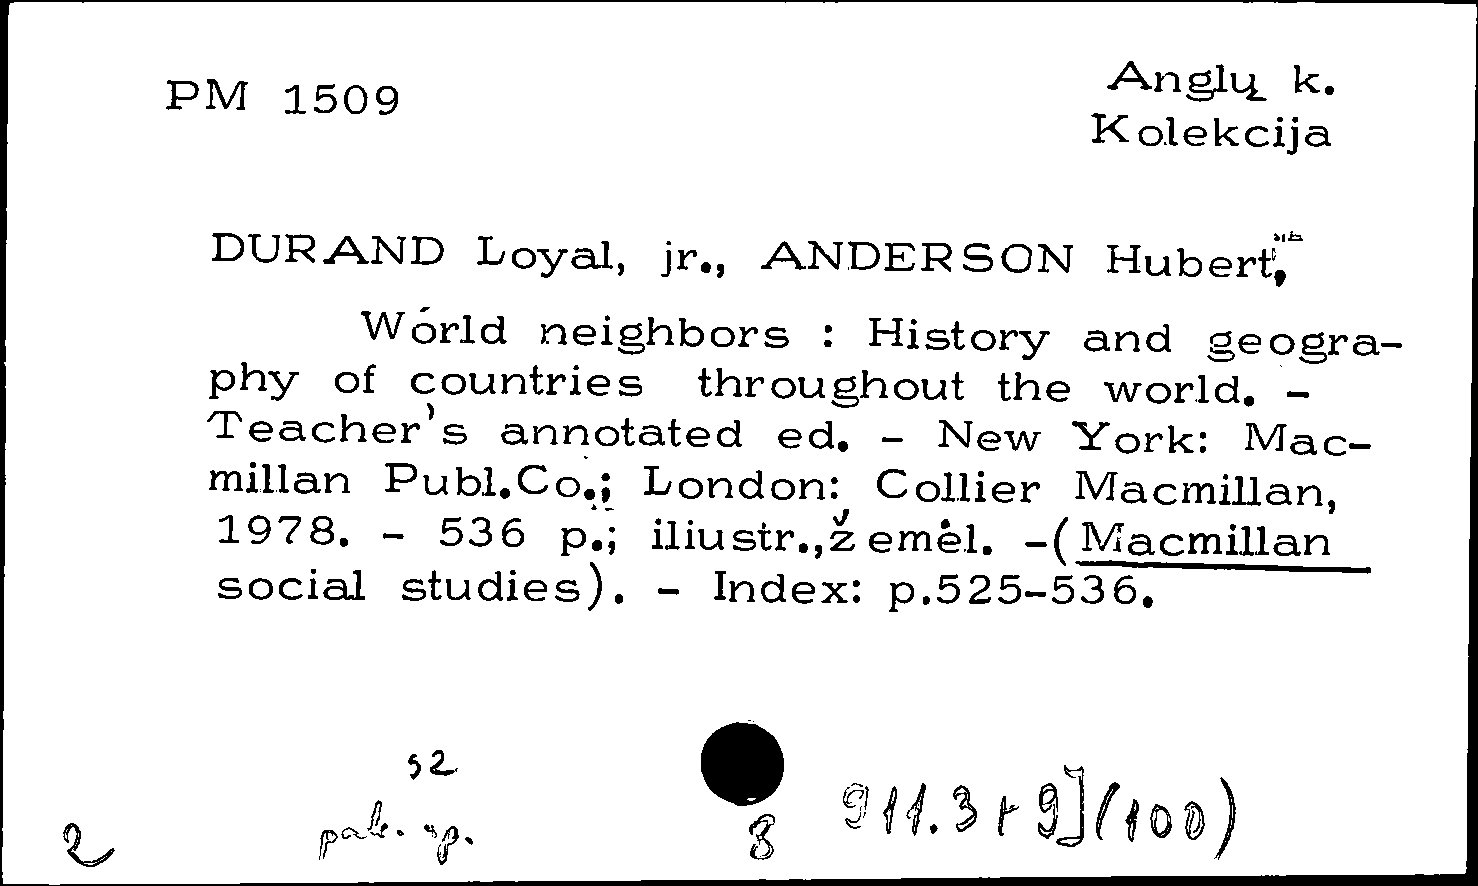 PM 1509
Anglų k.
Kolekcija
DURAND Loyal, jr., ANDERSON Hubert,
World neighbors : History and geogra-
phy of countries throughout the world. -
Teacher's annotated ed. - New York: Mac-
millan Publ.Co.; London: Collier Macmillan,
1978. - 536 p.; iliustr., žemėl. -(Macmillan
social studies). - Index: p.525-536.
52
2
8
911.3+9](100)